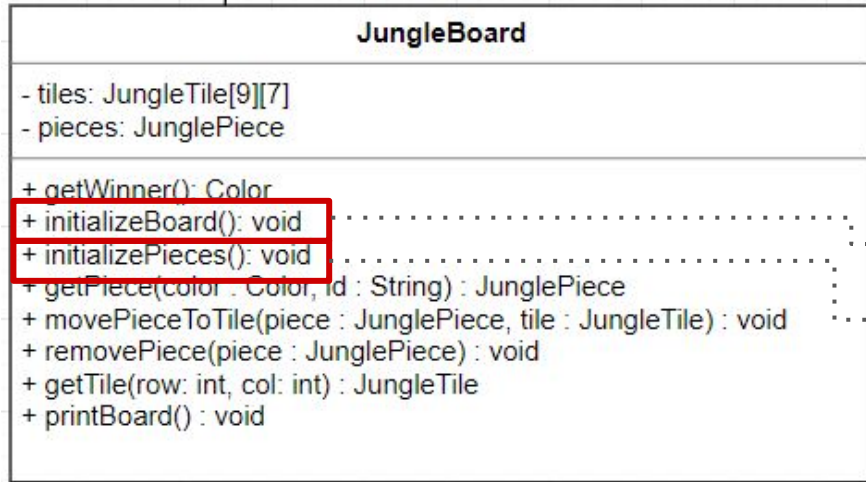 JungleBoard
- tiles: JungleTile[9][7]
- pieces: JunglePiece
+ getWinner(): Color
+ initializeBoard(): void
+ initializePieces(): void
+ getPiece(color : Color, id : String) : JunglePiece
+ movePieceToTile(piece : JunglePiece, tile : JungleTile) : void
+ removePiece(piece : JunglePiece) : void
+ getTile(row: int, col: int) : JungleTile
+ printBoard() : void